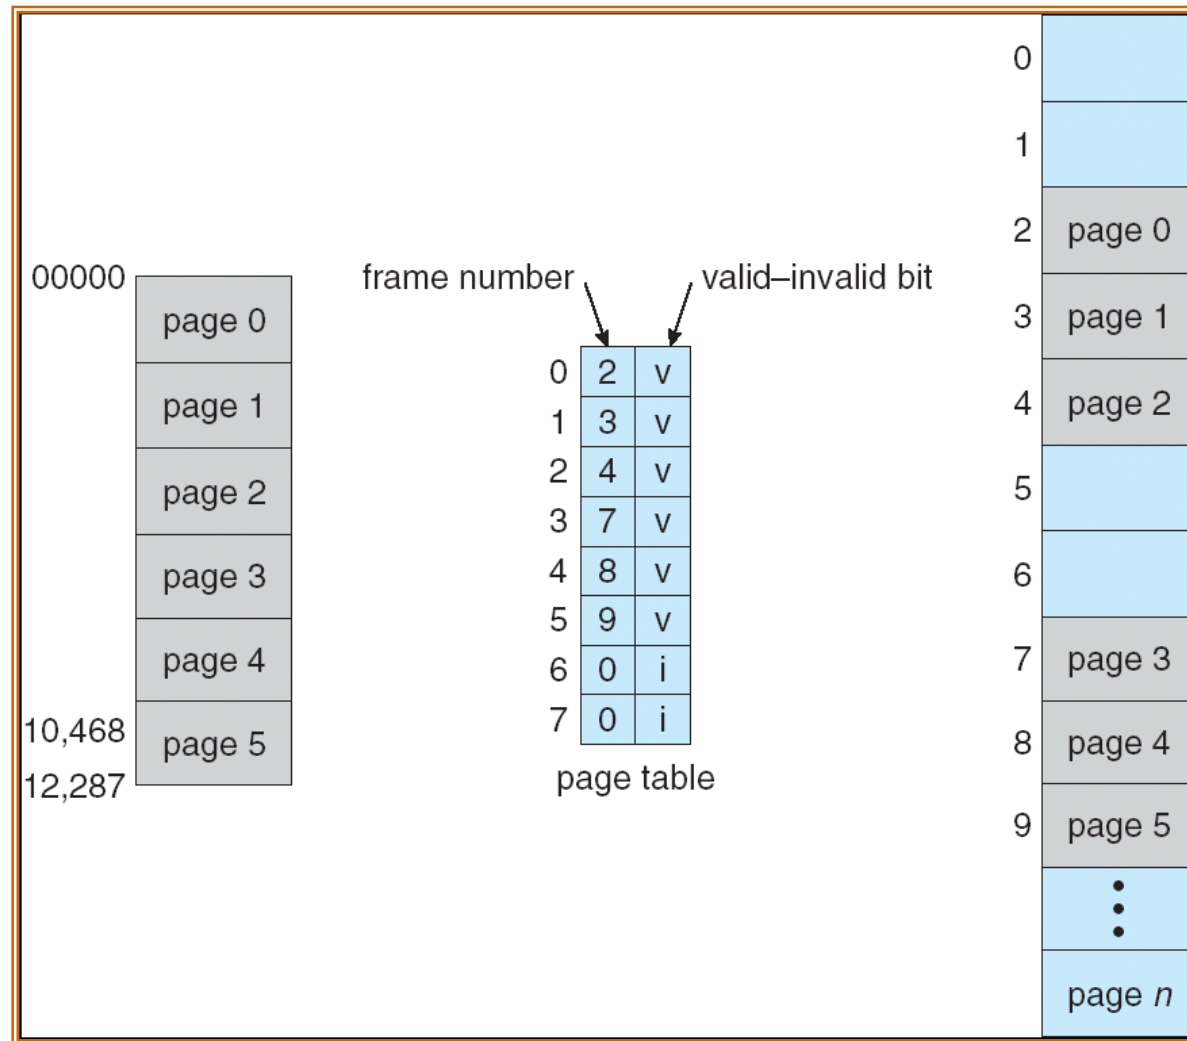 00000
page 0
page 1
page 2
page 3
page 4
10,468
page 5
12,287
frame number
valid–invalid bit
0 2 v
1 3 v
2 4 v
3 7 v
4 8 v
5 9 v
6 0 i
7 0 i
page table
0
1
2 page 0
3 page 1
4 page 2
5
6
7 page 3
8 page 4
9 page 5
page n